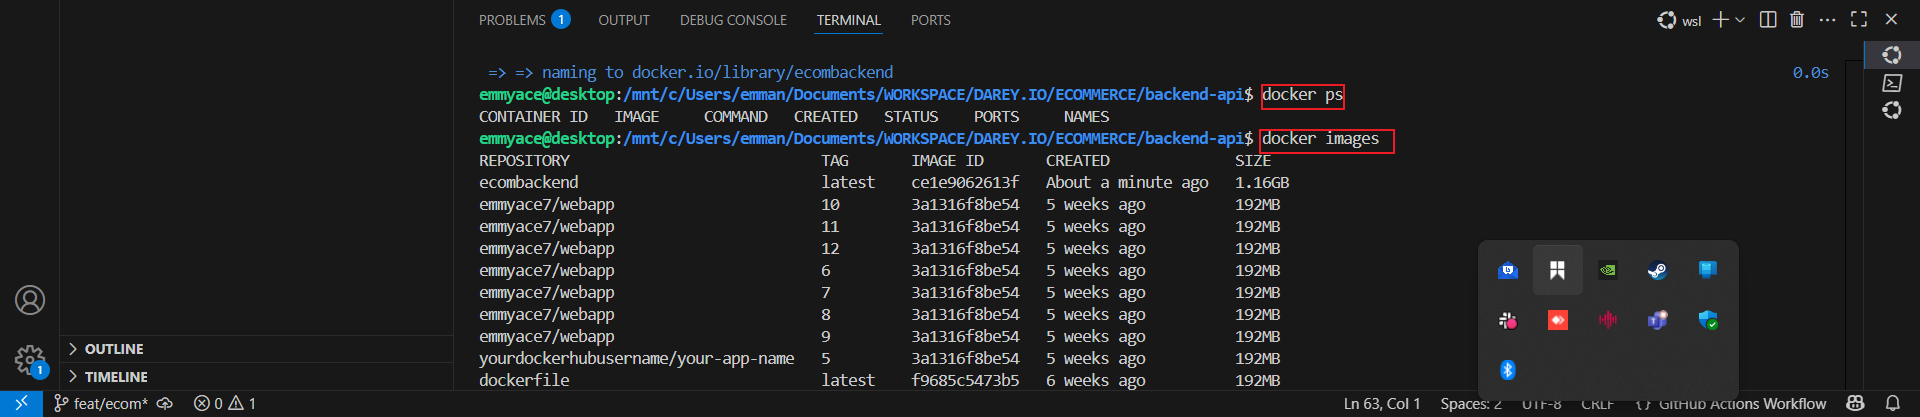 PROBLEMS 1 OUTPUT DEBUG CONSOLE TERMINAL PORTS wsl
=> => naming to docker.io/library/ecombackend 0.0s
emmyace@desktop:/mnt/c/Users/emman/Documents/WORKSPACE/DAREY.IO/ECOMMERCE/backend-api$ docker ps
CONTAINER ID IMAGE COMMAND CREATED STATUS PORTS NAMES
emmyace@desktop:/mnt/c/Users/emman/Documents/WORKSPACE/DAREY.IO/ECOMMERCE/backend-api$ docker images
REPOSITORY TAG IMAGE ID CREATED SIZE
ecombackend latest ce1e9062613f About a minute ago 1.16GB
emmyace7/webapp 10 3a1316f8be54 5 weeks ago 192MB
emmyace7/webapp 11 3a1316f8be54 5 weeks ago 192MB
emmyace7/webapp 12 3a1316f8be54 5 weeks ago 192MB
emmyace7/webapp 6 3a1316f8be54 5 weeks ago 192MB
emmyace7/webapp 7 3a1316f8be54 5 weeks ago 192MB
emmyace7/webapp 8 3a1316f8be54 5 weeks ago 192MB
emmyace7/webapp 9 3a1316f8be54 5 weeks ago 192MB
yourdockerhubusername/your-app-name 5 3a1316f8be54 5 weeks ago 192MB
dockerfile latest f9685c5473b5 6 weeks ago 192MB
OUTLINE
1
TIMELINE
feat/ecom* 0 1 Ln 63, Col 1 Spaces: 2 UTF-8 CRLF {} GitHub Actions Workflow